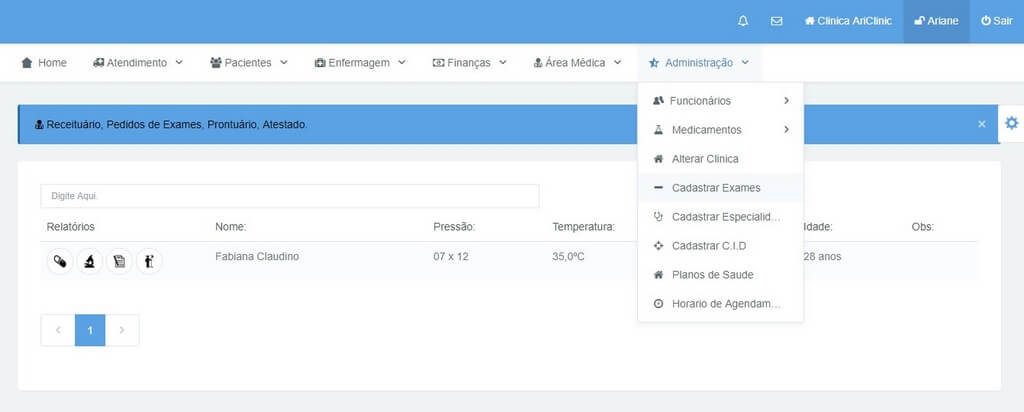 Clinica AriClinic Ariane Sair
Home Atendimento Pacientes Enfermagem Finanças Área Médica Administração
Receituário, Pedidos de Exames, Prontuário, Atestado. ×
Funcionários
Medicamentos
Alterar Clinica
Cadastrar Exames
Cadastrar Especialid...
Cadastrar C.I.D
Planos de Saude
Horario de Agendam...
Digite Aqui.
Relatórios Nome: Pressão: Temperatura: Idade: Obs:
Fabiana Claudino 07 x 12 35,0ºC 28 anos
< 1 >